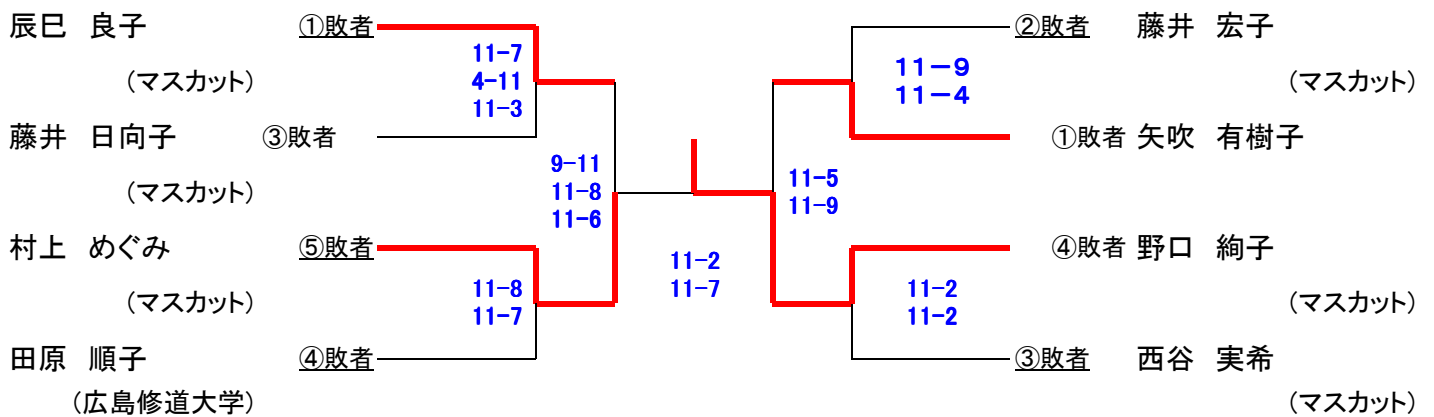 辰巳 良子 ①敗者 ②敗者 藤井 宏子
11-7
4-11
11-3
11-9
11-4
(マスカット) (マスカット)
藤井 日向子 ③敗者 ①敗者 矢吹 有樹子
(マスカット)
9-11
11-8
11-6
11-5
11-9
村上 めぐみ ⑤敗者 ④敗者 野口 絢子
(マスカット) (マスカット)
11-8
11-7
11-2
11-7
11-2
11-2
田原 順子 ④敗者 ③敗者 西谷 実希
(広島修道大学) (マスカット)